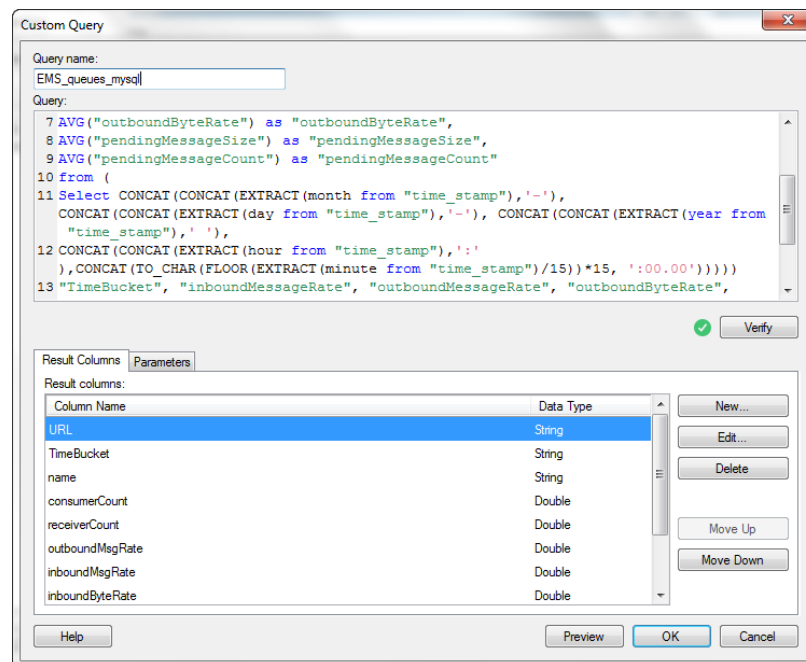 Custom Query
Query name:
EMS_queues_mysql
Query:
7 AVG("outboundByteRate") as "outboundByteRate",
8 AVG("pendingMessageSize") as "pendingMessageSize",
9 AVG("pendingMessageCount") as "pendingMessageCount"
10 from (
11 Select CONCAT(CONCAT(EXTRACT(month from "time_stamp"),'-'),
CONCAT(CONCAT(EXTRACT(day from "time_stamp"),'-'), CONCAT(CONCAT(EXTRACT(year from
"time_stamp"),' '),
12 CONCAT(CONCAT(EXTRACT(hour from "time_stamp"),':'
),CONCAT(TO_CHAR(FLOOR(EXTRACT(minute from "time_stamp")/15))*15, ':00.00')))))
13 "TimeBucket", "inboundMessageRate", "outboundMessageRate", "outboundByteRate",
Verify
Result Columns Parameters
Result columns:
Column Name Data Type
URL String
TimeBucket String
name String
consumerCount Double
receiverCount Double
outboundMsgRate Double
inboundMsgRate Double
inboundByteRate Double
New...
Edit...
Delete
Move Up
Move Down
Help Preview OK Cancel